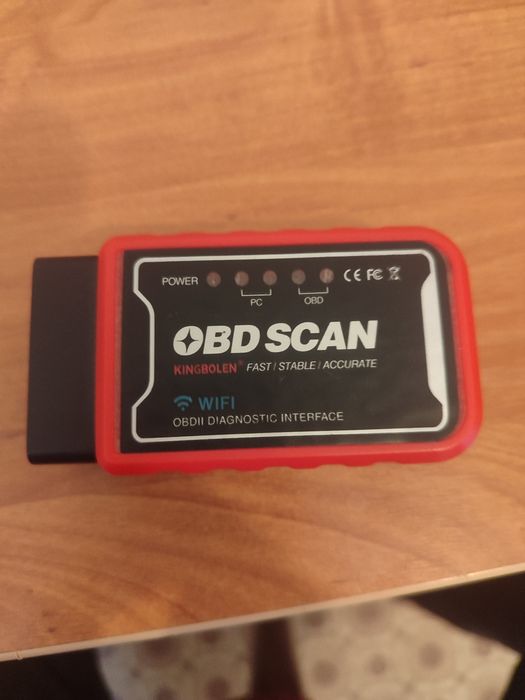 POWER CE FC
PC OBD
OBD SCAN
KINGBOLEN® FAST / STABLE / ACCURATE
WIFI
OBDII DIAGNOSTIC INTERFACE